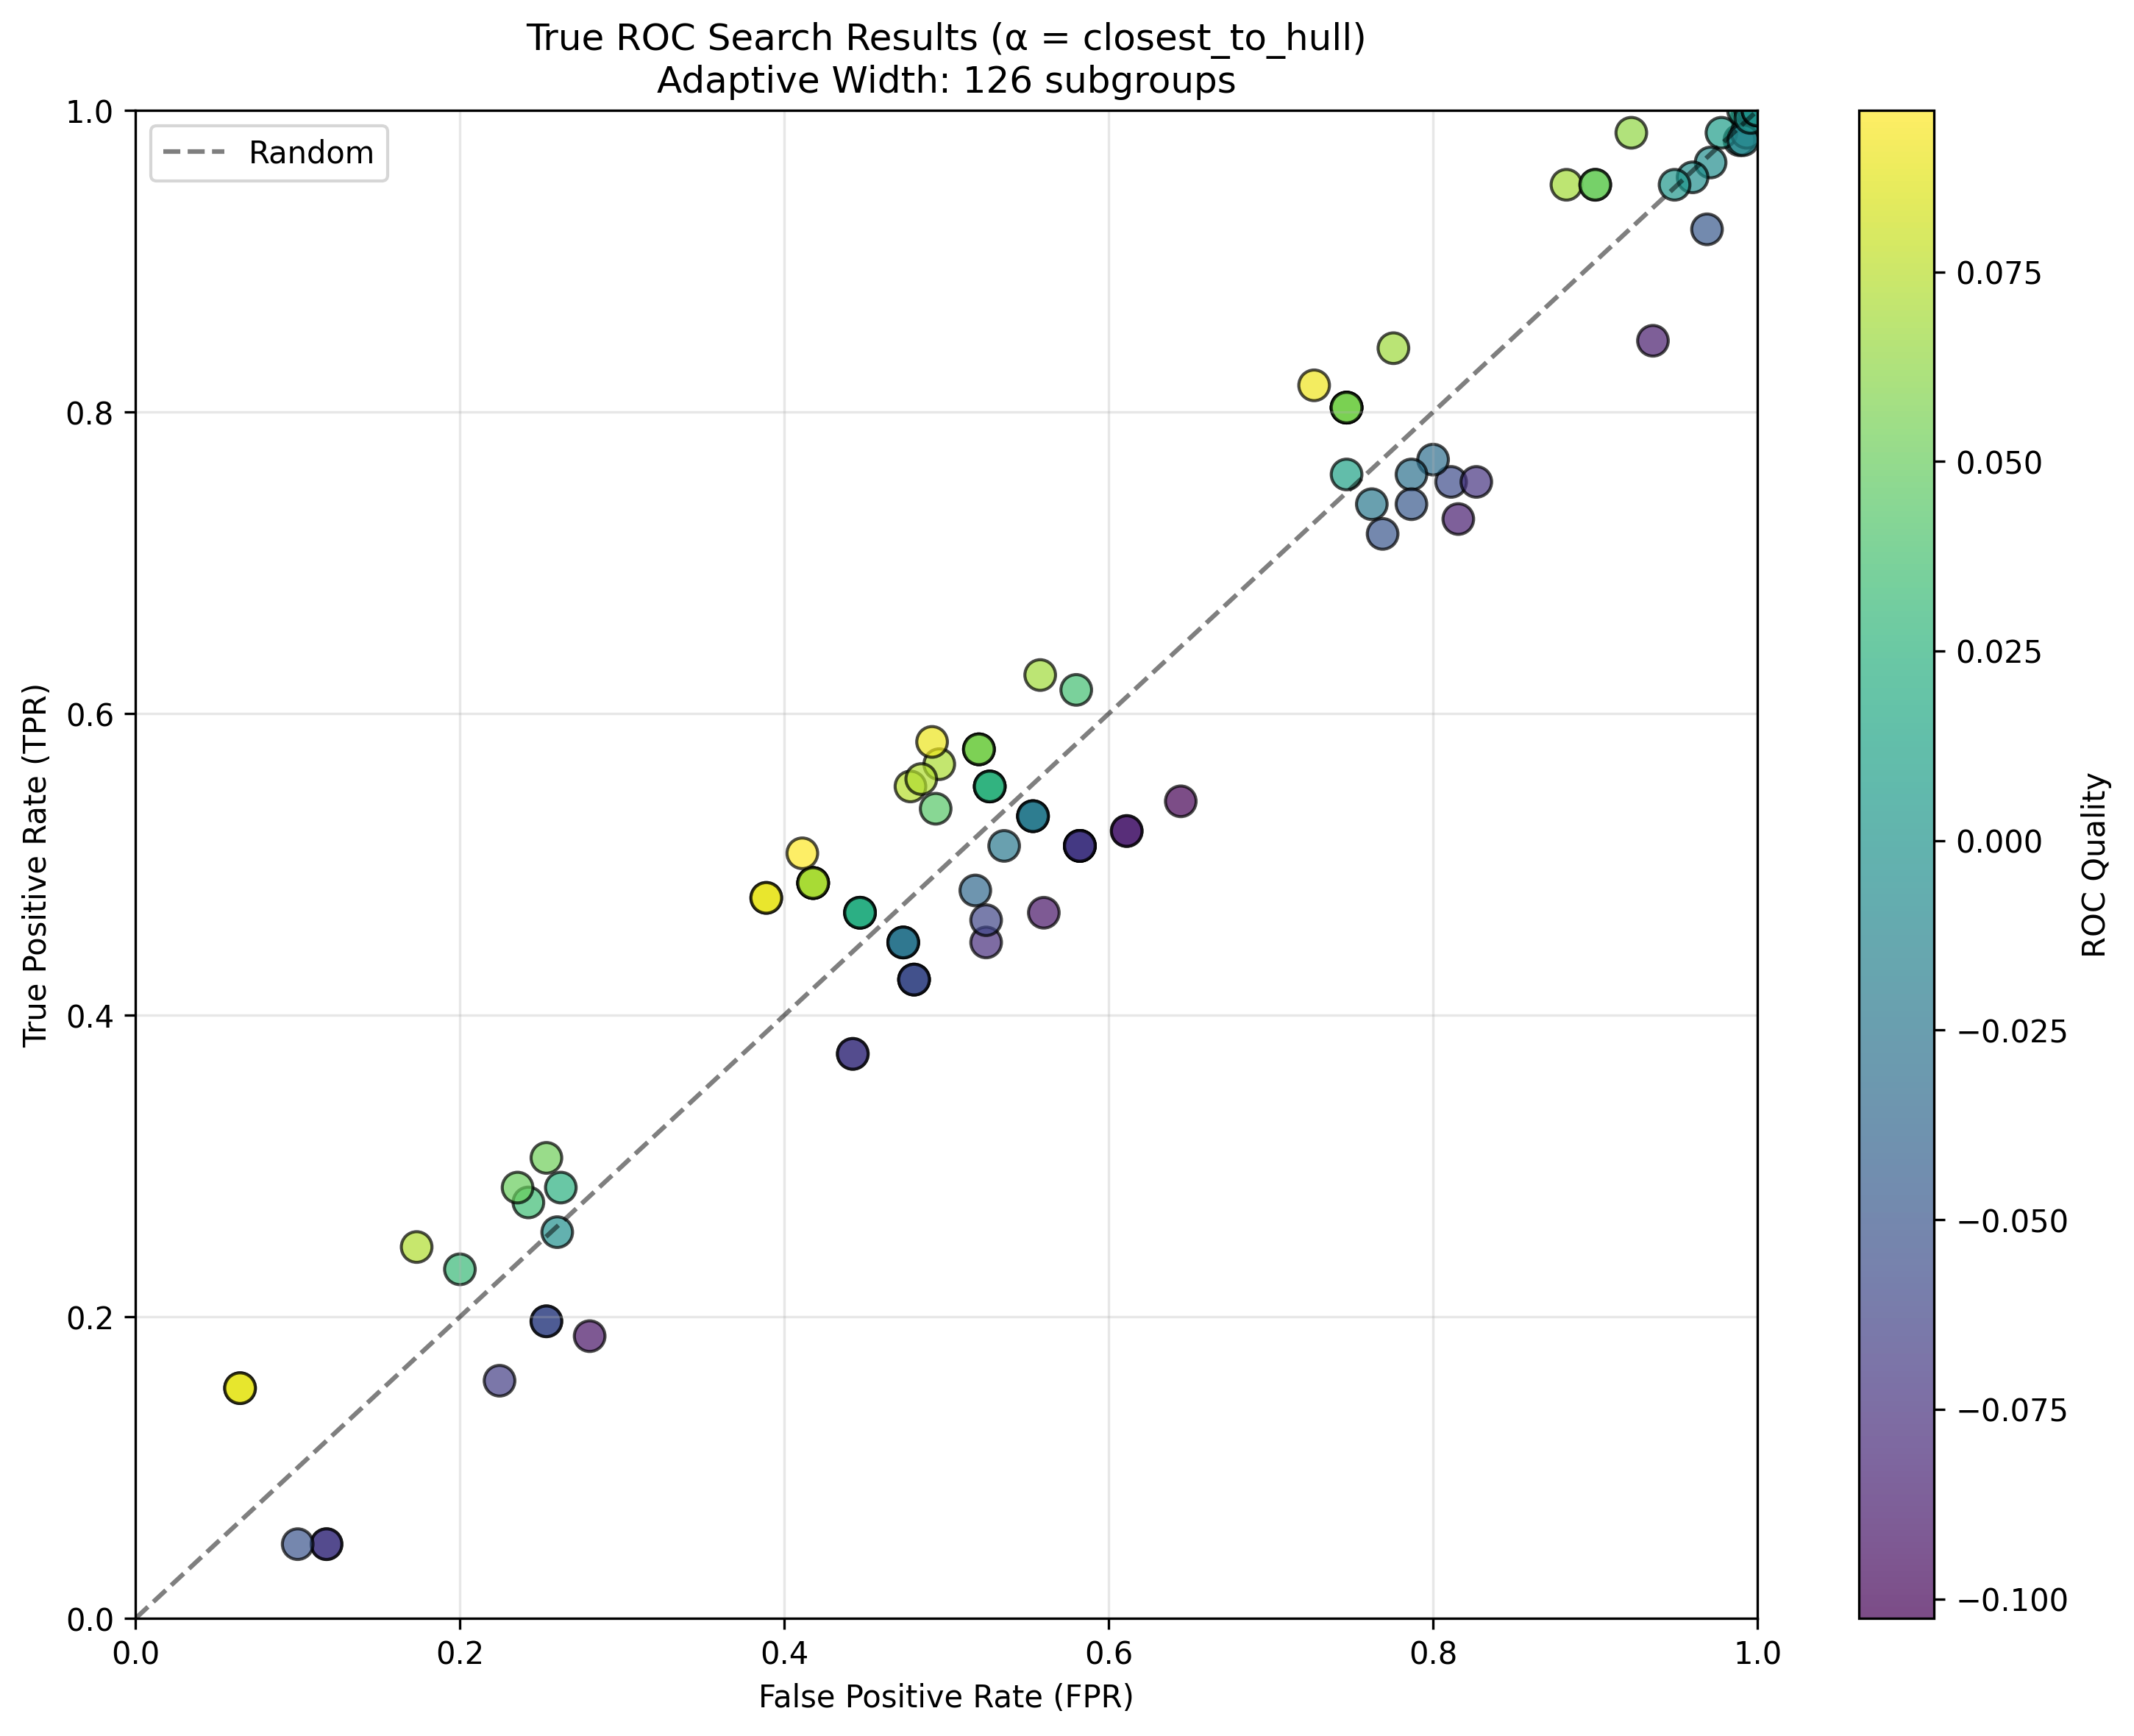 True ROC Search Results (α = closest_to_hull)
Adaptive Width: 126 subgroups
Random
1.0
0.8
0.6
0.4
0.2
0.0
True Positive Rate (TPR)
0.0 0.2 0.4 0.6 0.8 1.0
False Positive Rate (FPR)
0.075
0.050
0.025
0.000
−0.025
−0.050
−0.075
−0.100
ROC Quality